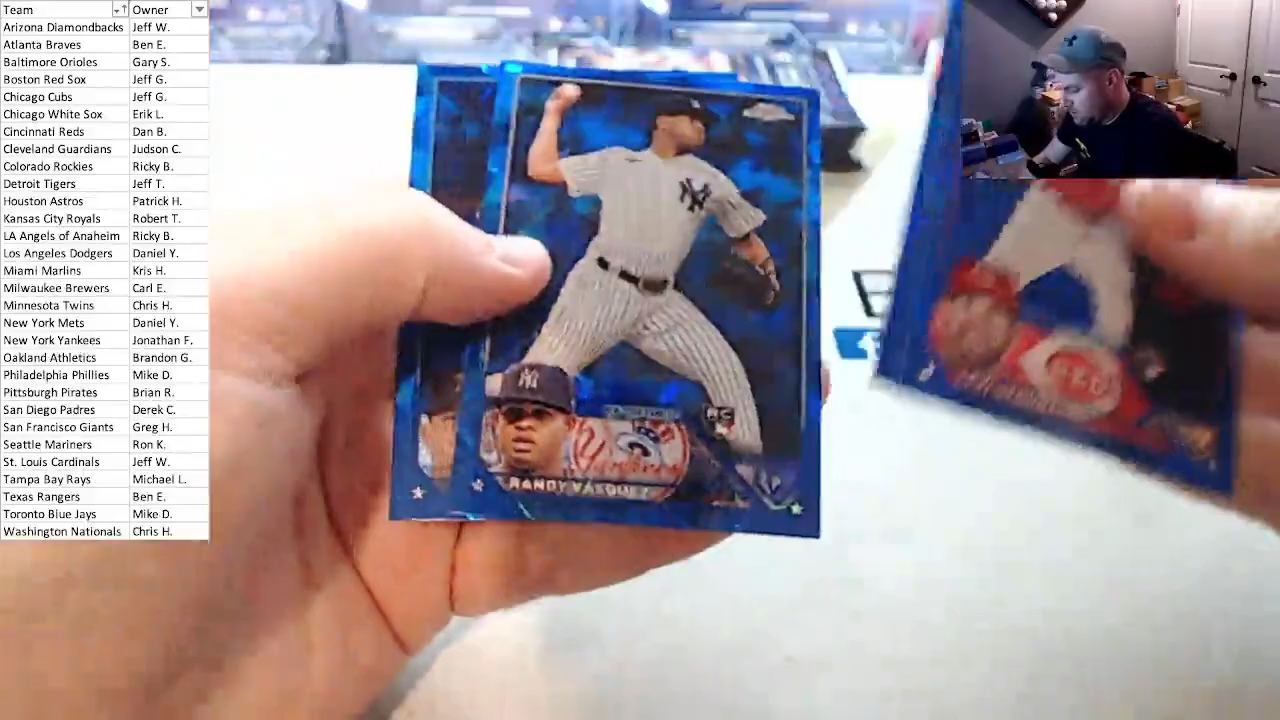 Team Owner
Arizona Diamondbacks Jeff W.
Atlanta Braves Ben E.
Baltimore Orioles Gary S.
Boston Red Sox Jeff G.
Chicago Cubs Jeff G.
Chicago White Sox Erik L.
Cincinnati Reds Dan B.
Cleveland Guardians Judson C.
Colorado Rockies Ricky B.
Detroit Tigers Jeff T.
Houston Astros Patrick H.
Kansas City Royals Robert T.
LA Angels of Anaheim Ricky B.
Los Angeles Dodgers Daniel Y.
Miami Marlins Kris H.
Milwaukee Brewers Carl E.
Minnesota Twins Chris H.
New York Mets Daniel Y.
New York Yankees Jonathan F.
Oakland Athletics Brandon G.
Philadelphia Phillies Mike D.
Pittsburgh Pirates Brian R.
San Diego Padres Derek C.
San Francisco Giants Greg H.
Seattle Mariners Ron K.
St. Louis Cardinals Jeff W.
Tampa Bay Rays Michael L.
Texas Rangers Ben E.
Toronto Blue Jays Mike D.
Washington Nationals Chris H.
NY
RC
Yankees
RANDY VÁSQUEZ
REDS